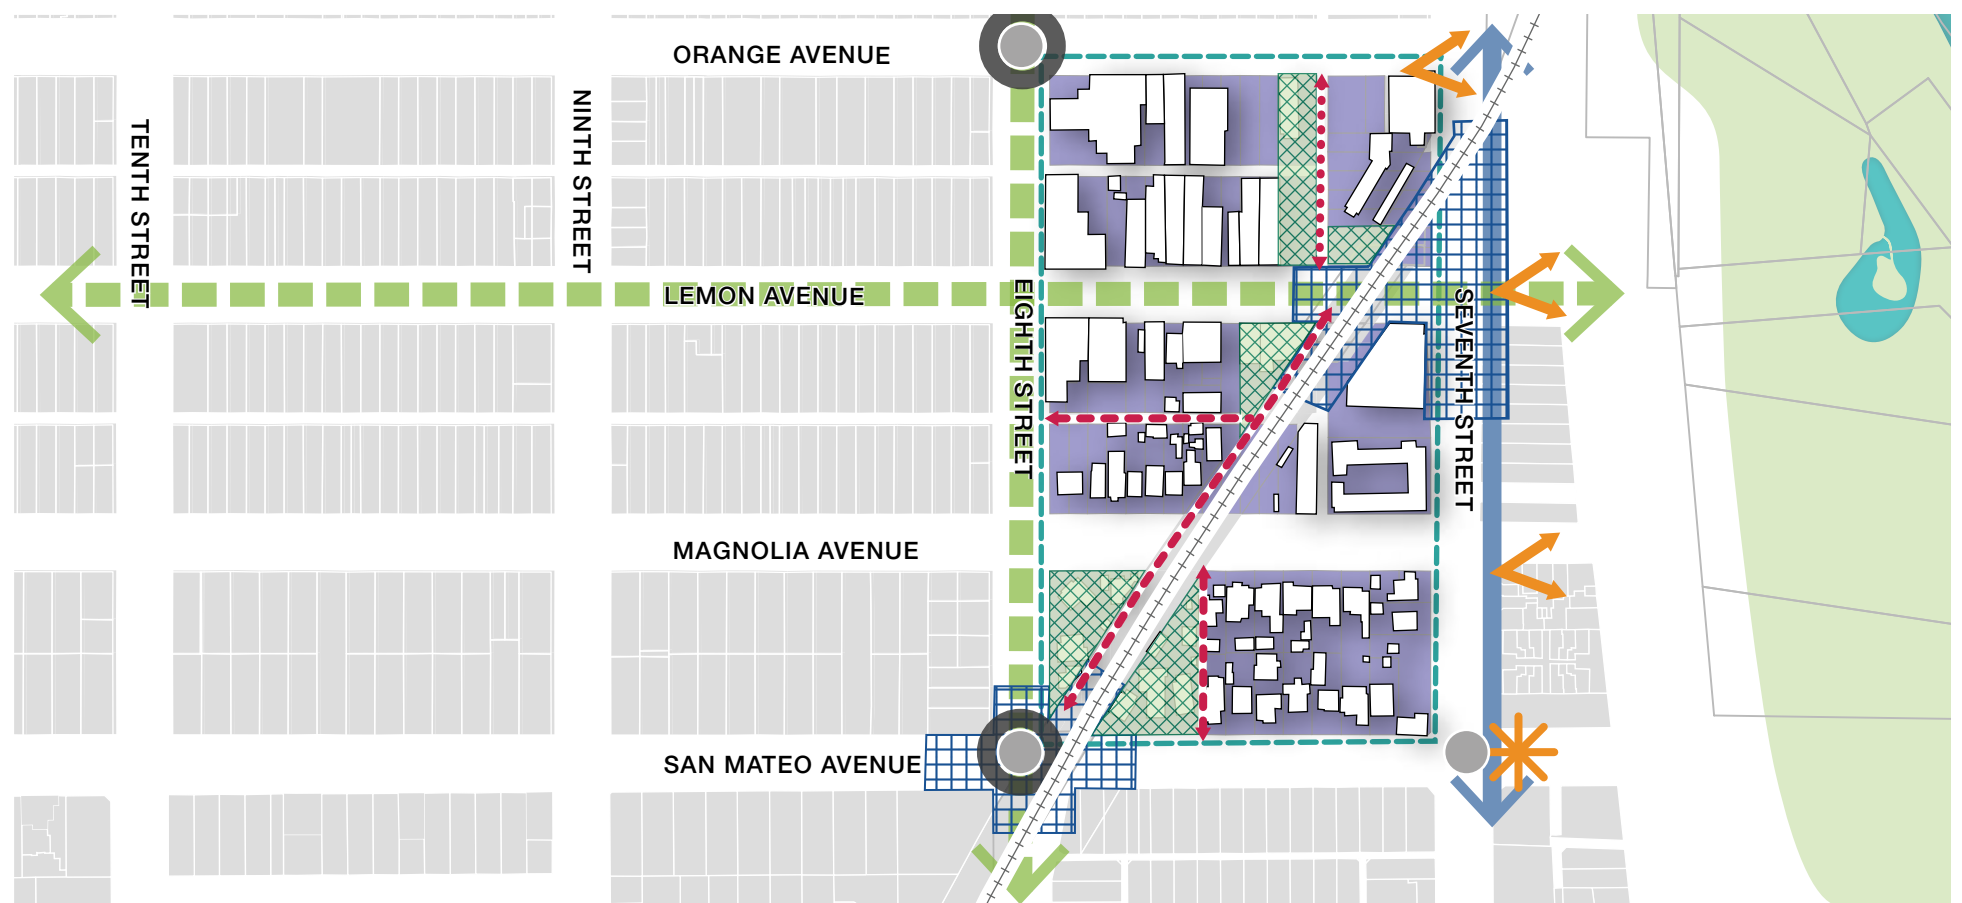 ORANGE AVENUE
TENTH STREET
NINTH STREET
EIGHTH STREET
SEVENTH STREET
LEMON AVENUE
MAGNOLIA AVENUE
SAN MATEO AVENUE